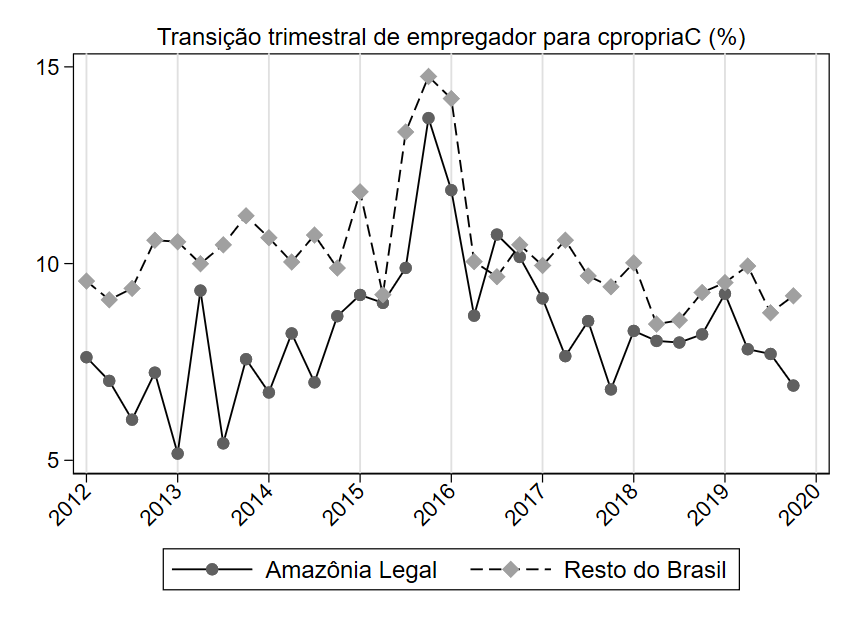 Transição trimestral de empregador para cpropriaC (%)
15
10
5
2012 2013 2014 2015 2016 2017 2018 2019 2020
Amazônia Legal Resto do Brasil